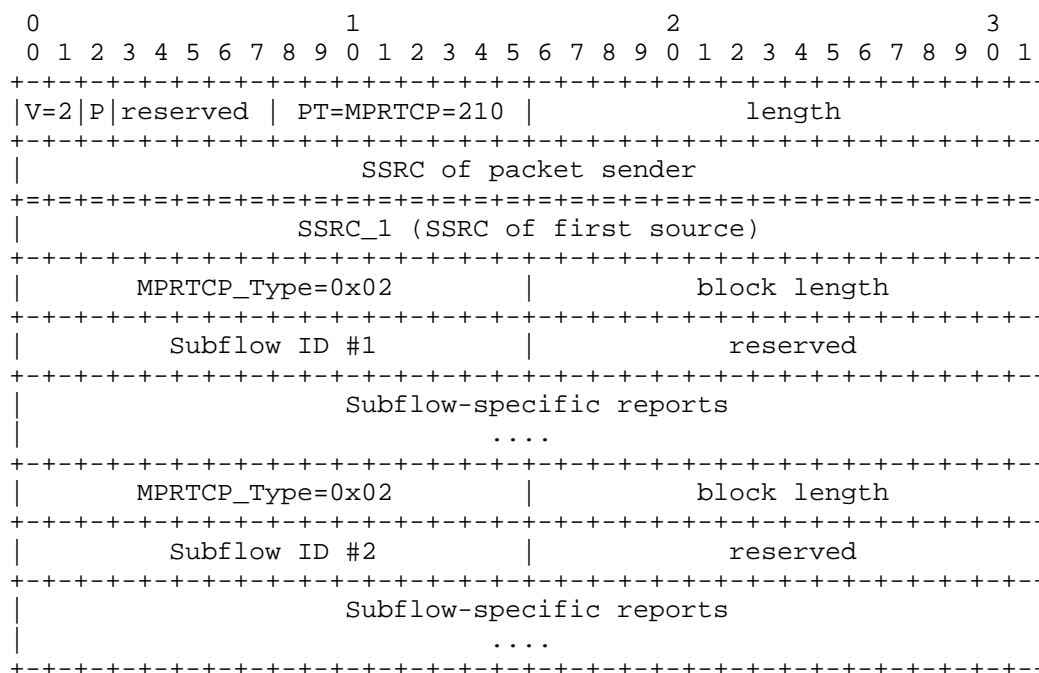 0                   1                   2                   3
 0 1 2 3 4 5 6 7 8 9 0 1 2 3 4 5 6 7 8 9 0 1 2 3 4 5 6 7 8 9 0 1
+-+-+-+-+-+-+-+-+-+-+-+-+-+-+-+-+-+-+-+-+-+-+-+-+-+-+-+-+-+-+-+-
|V=2|P|reserved | PT=MPRTCP=210 |             length
+-+-+-+-+-+-+-+-+-+-+-+-+-+-+-+-+-+-+-+-+-+-+-+-+-+-+-+-+-+-+-+-
|                     SSRC of packet sender
+=+=+=+=+=+=+=+=+=+=+=+=+=+=+=+=+=+=+=+=+=+=+=+=+=+=+=+=+=+=+=+=
|                 SSRC_1 (SSRC of first source)
+-+-+-+-+-+-+-+-+-+-+-+-+-+-+-+-+-+-+-+-+-+-+-+-+-+-+-+-+-+-+-+-
|       MPRTCP_Type=0x02        |          block length
+-+-+-+-+-+-+-+-+-+-+-+-+-+-+-+-+-+-+-+-+-+-+-+-+-+-+-+-+-+-+-+-
|         Subflow ID #1         |            reserved
+-+-+-+-+-+-+-+-+-+-+-+-+-+-+-+-+-+-+-+-+-+-+-+-+-+-+-+-+-+-+-+-
|                    Subflow-specific reports
|                             ....
+-+-+-+-+-+-+-+-+-+-+-+-+-+-+-+-+-+-+-+-+-+-+-+-+-+-+-+-+-+-+-+-
|       MPRTCP_Type=0x02        |          block length
+-+-+-+-+-+-+-+-+-+-+-+-+-+-+-+-+-+-+-+-+-+-+-+-+-+-+-+-+-+-+-+-
|         Subflow ID #2         |            reserved
+-+-+-+-+-+-+-+-+-+-+-+-+-+-+-+-+-+-+-+-+-+-+-+-+-+-+-+-+-+-+-+-
|                    Subflow-specific reports
|                             ....
+-+-+-+-+-+-+-+-+-+-+-+-+-+-+-+-+-+-+-+-+-+-+-+-+-+-+-+-+-+-+-+-